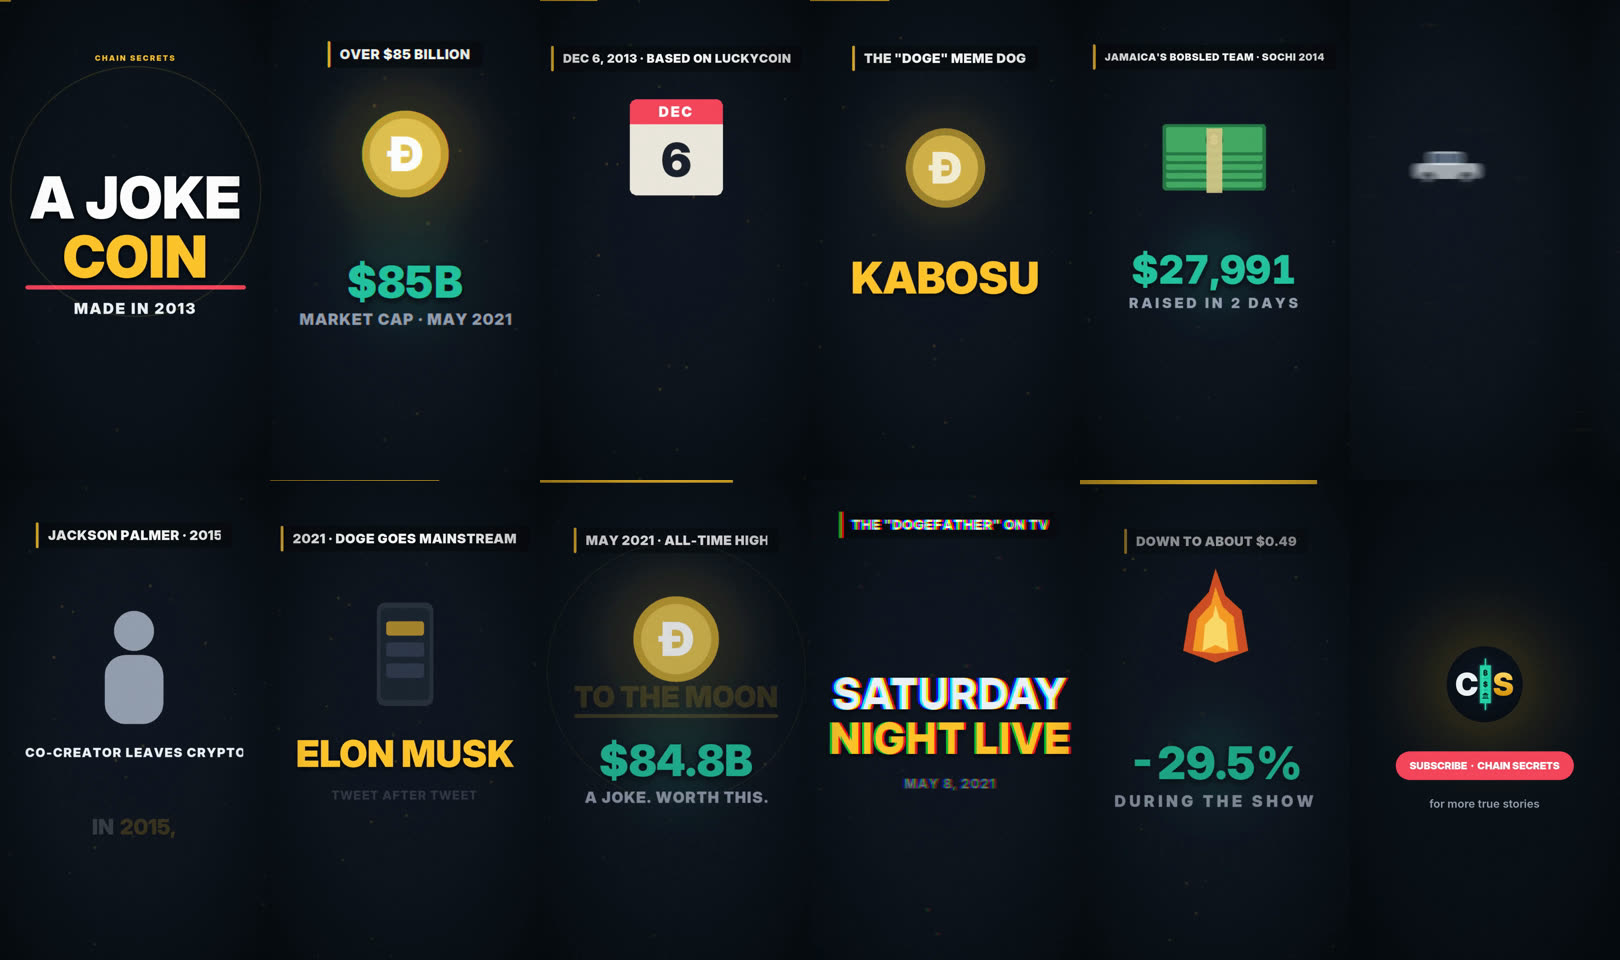 CHAIN SECRETS
A JOKE
COIN
MADE IN 2013
OVER $85 BILLION
Ð
$85B
MARKET CAP · MAY 2021
DEC 6, 2013 · BASED ON LUCKYCOIN
DEC
6
THE "DOGE" MEME DOG
Ð
KABOSU
JAMAICA'S BOBSLED TEAM · SOCHI 2014
$27,991
RAISED IN 2 DAYS
JACKSON PALMER · 2015
CO-CREATOR LEAVES CRYPTO
IN 2015,
2021 · DOGE GOES MAINSTREAM
ELON MUSK
TWEET AFTER TWEET
MAY 2021 · ALL-TIME HIGH
Ð
TO THE MOON
$84.8B
A JOKE. WORTH THIS.
THE "DOGEFATHER" ON TV
SATURDAY
NIGHT LIVE
MAY 8, 2021
DOWN TO ABOUT $0.49
-29.5%
DURING THE SHOW
CS
SUBSCRIBE · CHAIN SECRETS
for more true stories